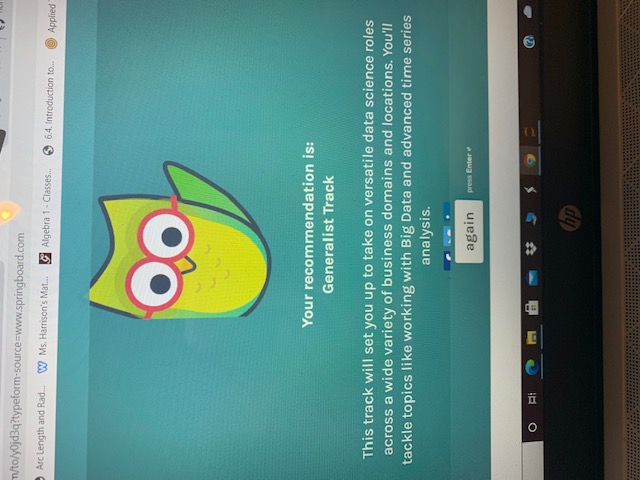 m/to/y0jd3q?typeform-source=www.springboard.com
Arc Length and Rad... Ms. Harrison's Mat... Algebra 1 - Classes... 6.4. Introduction to... Applied
Your recommendation is:
Generalist Track
This track will set you up to take on versatile data science roles
across a wide variety of business domains and locations. You'll
tackle topics like working with Big Data and advanced time series
analysis.
again press Enter ↵
hp